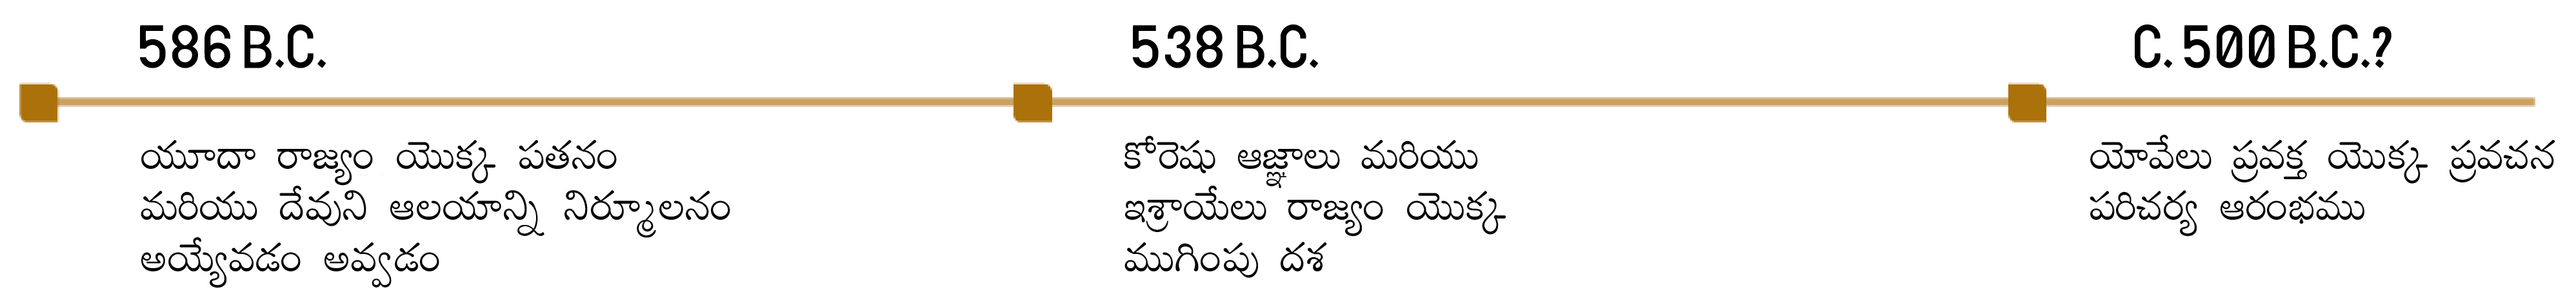 586 B.C.
యూదా రాజ్యం యొక్క పతనం
మరియు దేవుని ఆలయాన్ని నిర్మూలనం
అయ్యేవడం అవ్వడం
538 B.C.
కోరెషు ఆజ్ఞాలు మరియు
ఇశ్రాయేలు రాజ్యం యొక్క
ముగింపు దశ
C. 500 B.C.?
యోవేలు ప్రవక్త యొక్క ప్రవచన
పరిచర్య ఆరంభము